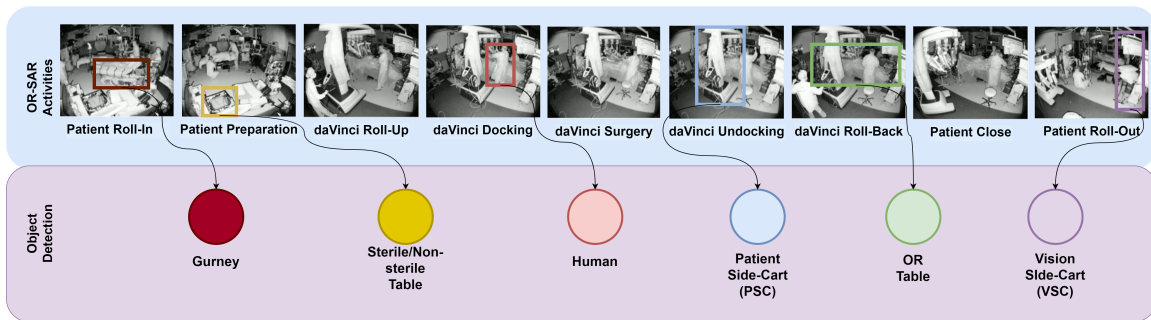 OR-SAR
Activities
Patient Roll-In
Patient Preparation
daVinci Roll-Up
daVinci Docking
daVinci Surgery
daVinci Undocking
daVinci Roll-Back
Patient Close
Patient Roll-Out
Object
Detection
Gurney
Sterile/Non-
sterile
Table
Human
Patient
Side-Cart
(PSC)
OR
Table
Vision
SIde-Cart
(VSC)